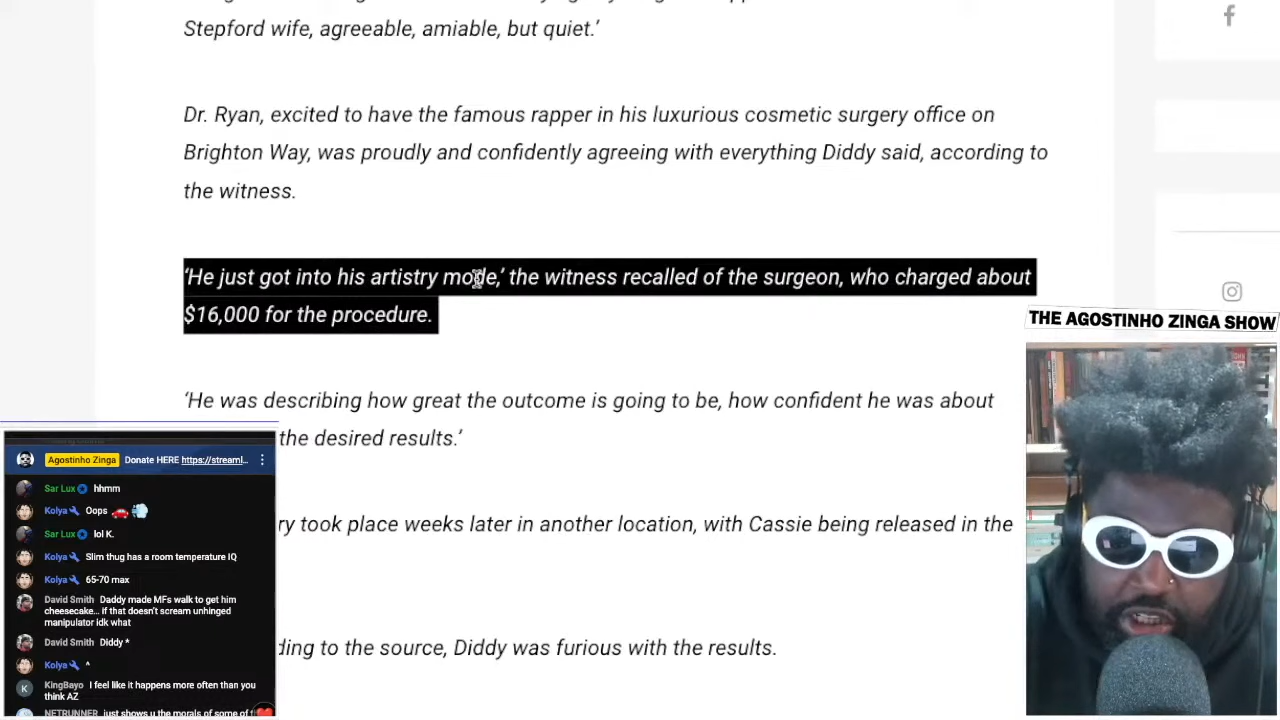 Stepford wife, agreeable, amiable, but quiet.’
Dr. Ryan, excited to have the famous rapper in his luxurious cosmetic surgery office on
Brighton Way, was proudly and confidently agreeing with everything Diddy said, according to
the witness.
‘He just got into his artistry mode,’ the witness recalled of the surgeon, who charged about
$16,000 for the procedure.
‘He was describing how great the outcome is going to be, how confident he was about
the desired results.’
took place weeks later in another location, with Cassie being released in the
to the source, Diddy was furious with the results.
THE AGOSTINHO ZINGA SHOW
Agostinho Zinga Donate HERE https://streaml...
Sar Lux hhmm
Kolya Oops
Sar Lux lol K.
Kolya Slim thug has a room temperature IQ
Kolya 65-70 max
David Smith Daddy made MFs walk to get him
cheesecake... if that doesn't scream unhinged
manipulator idk what
David Smith Diddy *
Kolya ^
K KingBayo I feel like it happens more often than you
think AZ
NETRUNNER just shows u the morals of some of